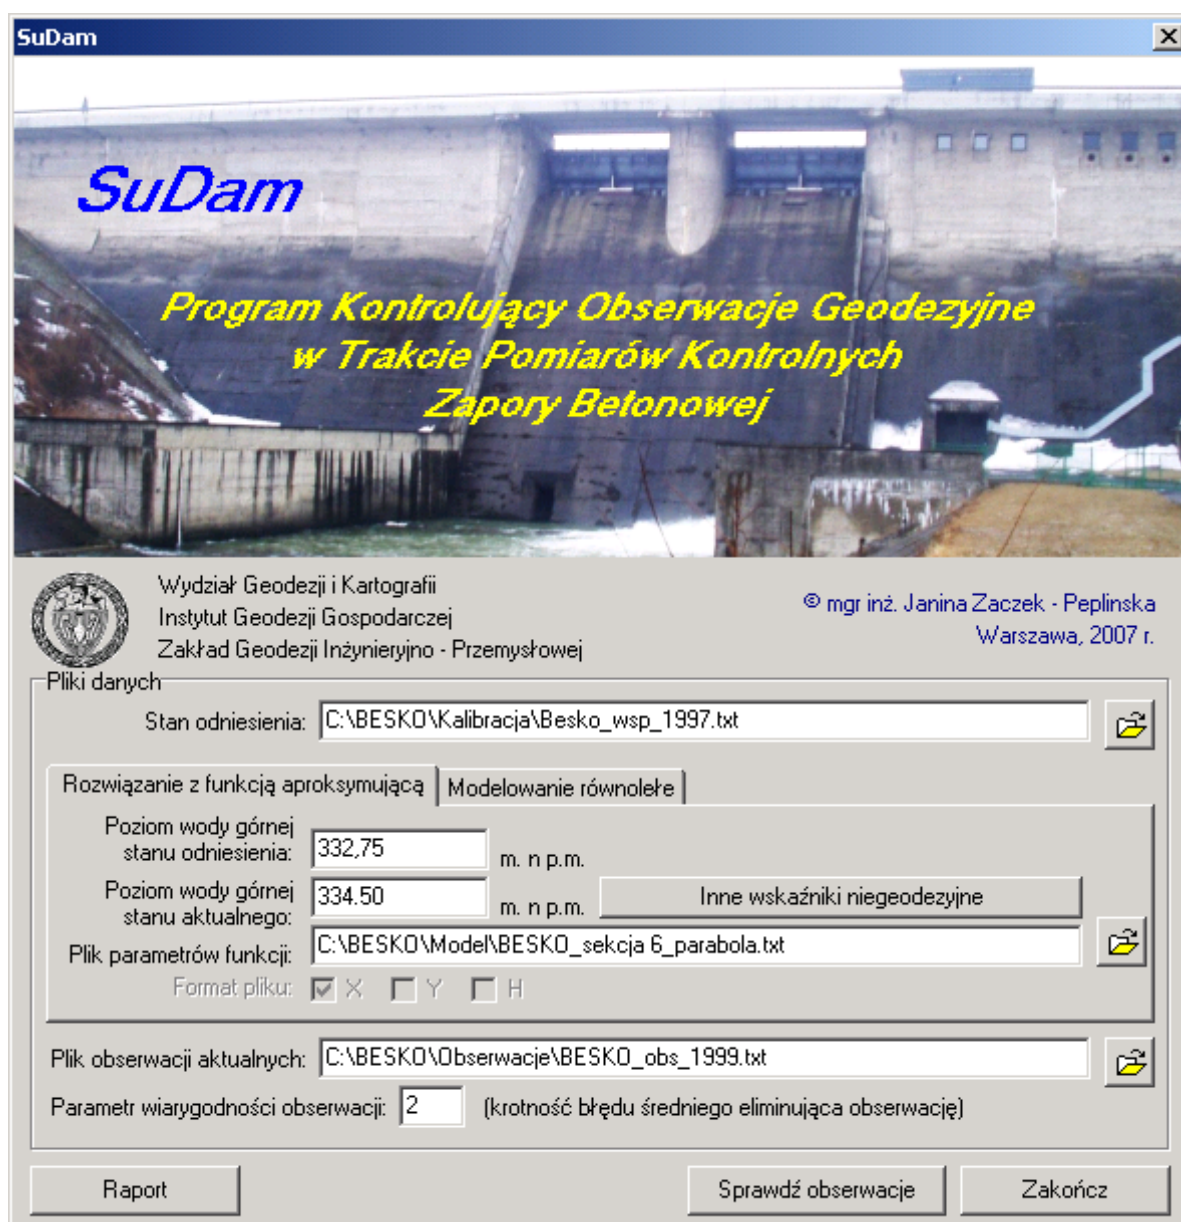 SuDam
SuDam
Program Kontrolujący Obserwacje Geodezyjne
w Trakcie Pomiarów Kontrolnych
Zapory Betonowej
Wydział Geodezji i Kartografii
Instytut Geodezji Gospodarczej
Zakład Geodezji Inżynieryjno - Przemysłowej
© mgr inż. Janina Zaczek - Peplinska
Warszawa, 2007 r.
Pliki danych
Stan odniesienia: C:\BESKO\Kalibracja\Besko_wsp_1997.txt
Rozwiązanie z funkcją aproksymującą Modelowanie równolełe
Poziom wody górnej
stanu odniesienia: 332,75 m. n p.m.
Poziom wody górnej
stanu aktualnego: 334.50 m. n p.m. Inne wskaźniki niegeodezyjne
Plik parametrów funkcji: C:\BESKO\Model\BESKO_sekcja 6_parabola.txt
Format pliku: X Y H
Plik obserwacji aktualnych: C:\BESKO\Obserwacje\BESKO_obs_1999.txt
Parametr wiarygodności obserwacji: 2 (krotność błędu średniego eliminująca obserwację)
Raport Sprawdź obserwacje Zakończ